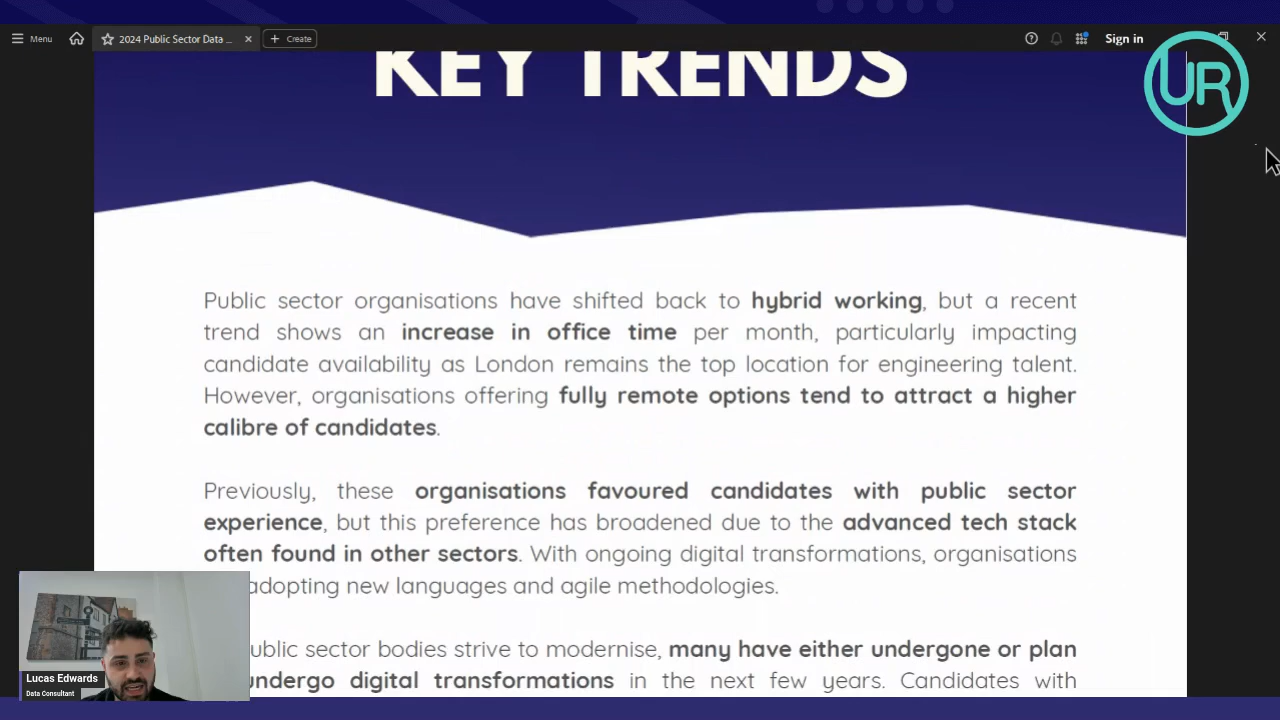 Menu
2024 Public Sector Data ...
Create
Sign in
UR
KEY TRENDS
Public sector organisations have shifted back to hybrid working, but a recent
trend shows an increase in office time per month, particularly impacting
candidate availability as London remains the top location for engineering talent.
However, organisations offering fully remote options tend to attract a higher
calibre of candidates.
Previously, these organisations favoured candidates with public sector
experience, but this preference has broadened due to the advanced tech stack
often found in other sectors. With ongoing digital transformations, organisations
adopting new languages and agile methodologies.
public sector bodies strive to modernise, many have either undergone or plan
undergo digital transformations in the next few years. Candidates with
Lucas Edwards
Data Consultant